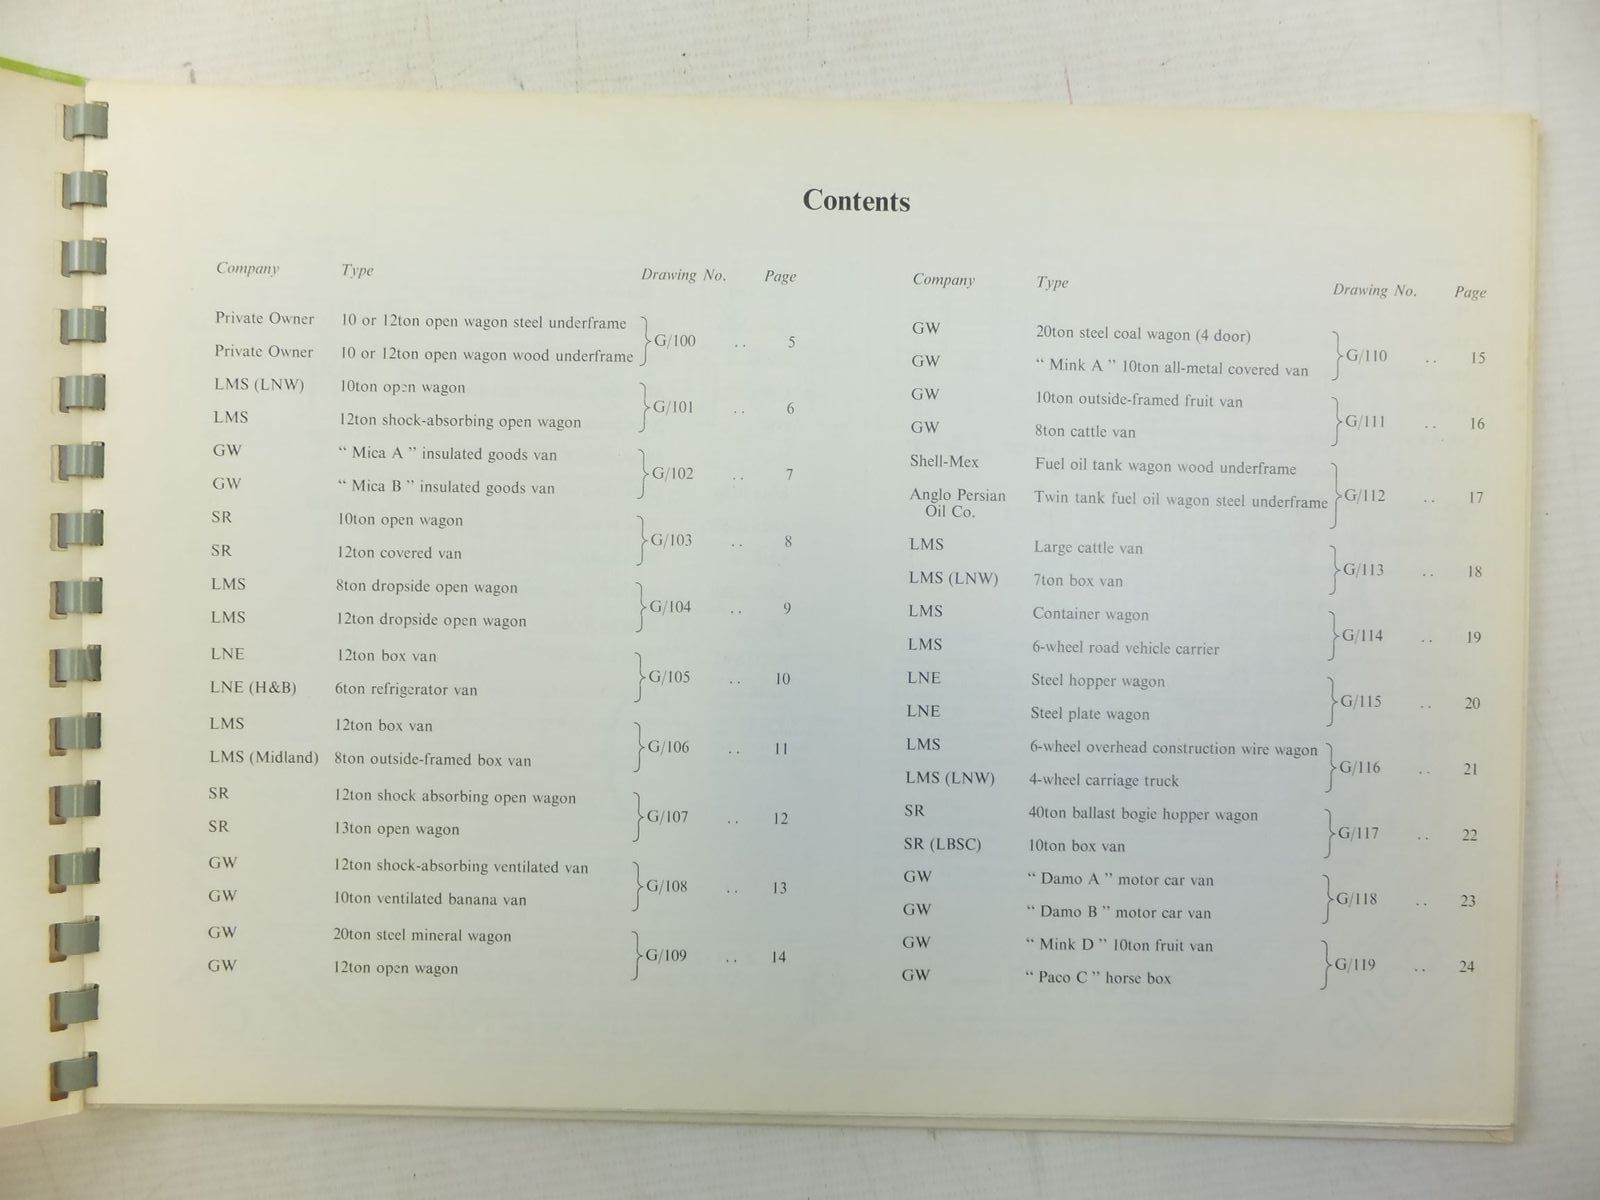 Contents
Company Type Drawing No. Page
Private Owner 10 or 12ton open wagon steel underframe
G/100 .. 5
Private Owner 10 or 12ton open wagon wood underframe
LMS (LNW) 10ton open wagon
G/101 .. 6
LMS 12ton shock-absorbing open wagon
GW “ Mica A ” insulated goods van
G/102 .. 7
GW “ Mica B ” insulated goods van
SR 10ton open wagon
G/103 .. 8
SR 12ton covered van
LMS 8ton dropside open wagon
G/104 .. 9
LMS 12ton dropside open wagon
LNE 12ton box van
G/105 .. 10
LNE (H&B) 6ton refrigerator van
LMS 12ton box van
G/106 .. 11
LMS (Midland) 8ton outside-framed box van
SR 12ton shock absorbing open wagon
G/107 .. 12
SR 13ton open wagon
GW 12ton shock-absorbing ventilated van
G/108 .. 13
GW 10ton ventilated banana van
GW 20ton steel mineral wagon
G/109 .. 14
GW 12ton open wagon
Company Type Drawing No. Page
GW 20ton steel coal wagon (4 door)
G/110 .. 15
GW “ Mink A ” 10ton all-metal covered van
GW 10ton outside-framed fruit van
G/111 .. 16
GW 8ton cattle van
Shell-Mex Fuel oil tank wagon wood underframe
G/112 .. 17
Anglo Persian Twin tank fuel oil wagon steel underframe
Oil Co.
LMS Large cattle van
G/113 .. 18
LMS (LNW) 7ton box van
LMS Container wagon
G/114 .. 19
LMS 6-wheel road vehicle carrier
LNE Steel hopper wagon
G/115 .. 20
LNE Steel plate wagon
LMS 6-wheel overhead construction wire wagon
G/116 .. 21
LMS (LNW) 4-wheel carriage truck
SR 40ton ballast bogie hopper wagon
G/117 .. 22
SR (LBSC) 10ton box van
GW “ Damo A ” motor car van
G/118 .. 23
GW “ Damo B ” motor car van
GW “ Mink D ” 10ton fruit van
G/119 .. 24
GW “ Paco C ” horse box